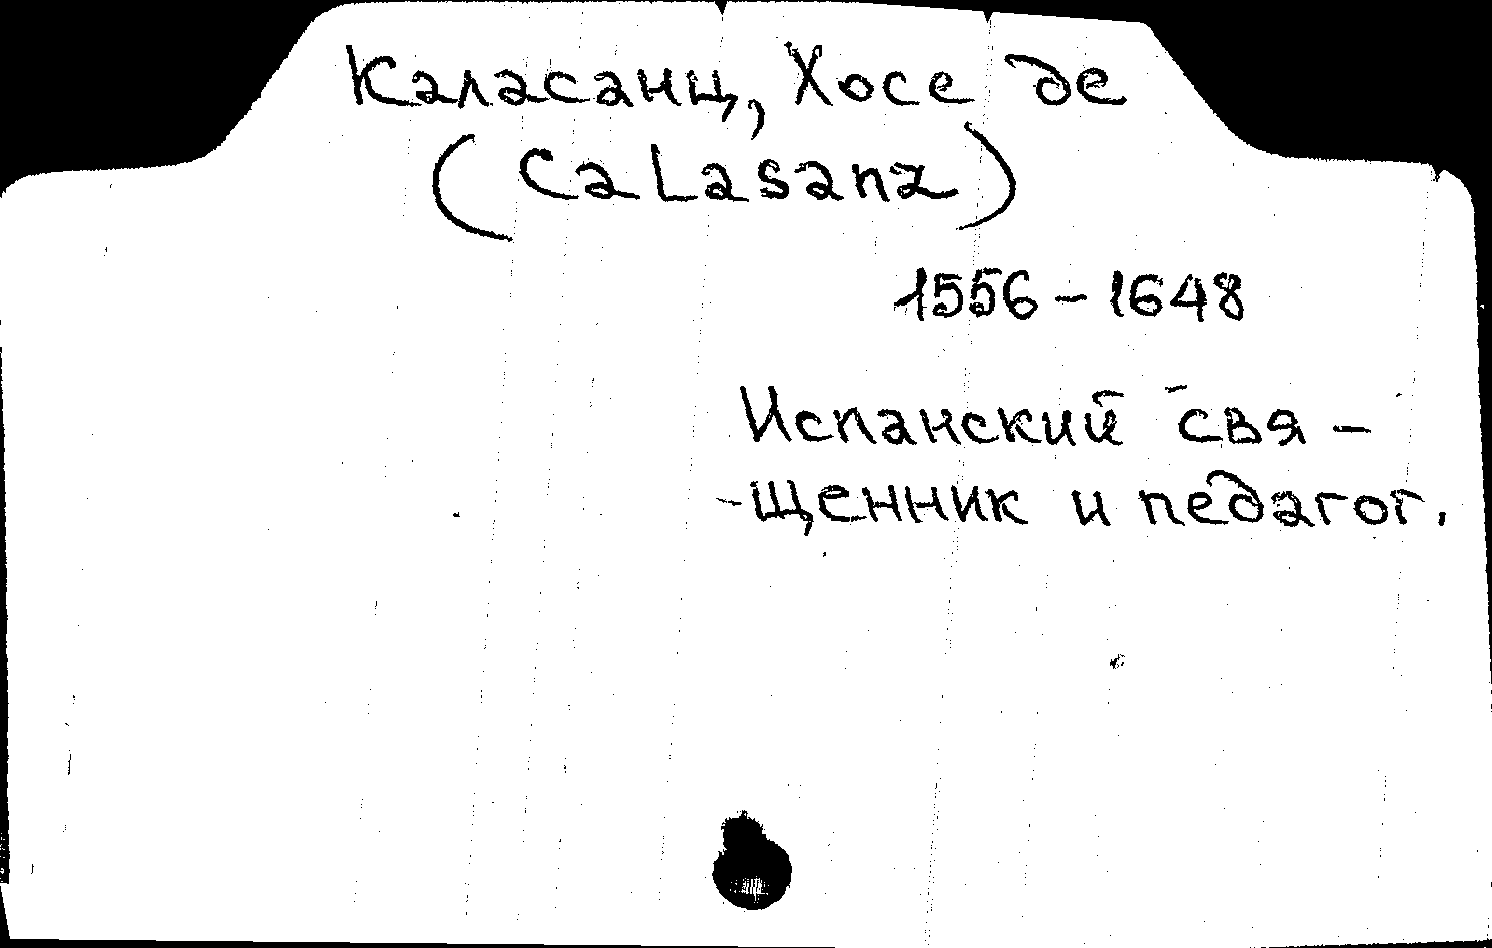 Каласанц, Хосе де
(Calasanz)
1556 - 1648
Испанский свя -
-щенник и педагог.